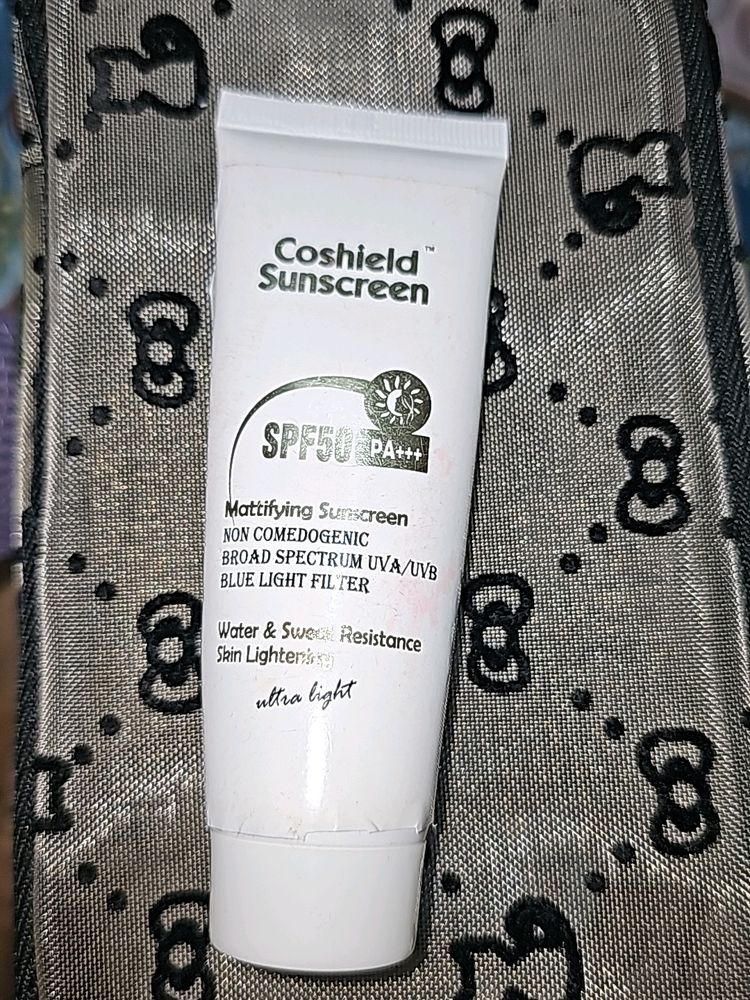 Coshield™
Sunscreen
SPF50 PA+++
Mattifying Sunscreen
NON COMEDOGENIC
BROAD SPECTRUM UVA/UVB
BLUE LIGHT FILTER
Water & Sweat Resistance
Skin Lightening
ultra light